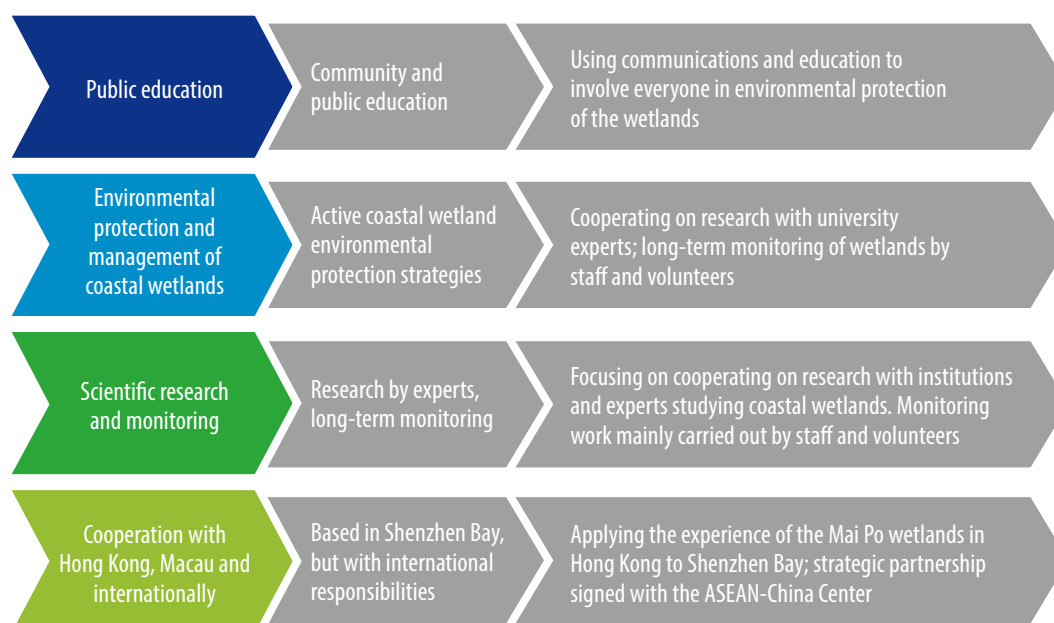 Public education
Community and
public education
Using communications and education to
involve everyone in environmental protection
of the wetlands
Environmental
protection and
management of
coastal wetlands
Active coastal wetland
environmental
protection strategies
Cooperating on research with university
experts; long-term monitoring of wetlands by
staff and volunteers
Scientific research
and monitoring
Research by experts,
long-term monitoring
Focusing on cooperating on research with institutions
and experts studying coastal wetlands. Monitoring
work mainly carried out by staff and volunteers
Cooperation with
Hong Kong, Macau and
internationally
Based in Shenzhen Bay,
but with international
responsibilities
Applying the experience of the Mai Po wetlands in
Hong Kong to Shenzhen Bay; strategic partnership
signed with the ASEAN-China Center